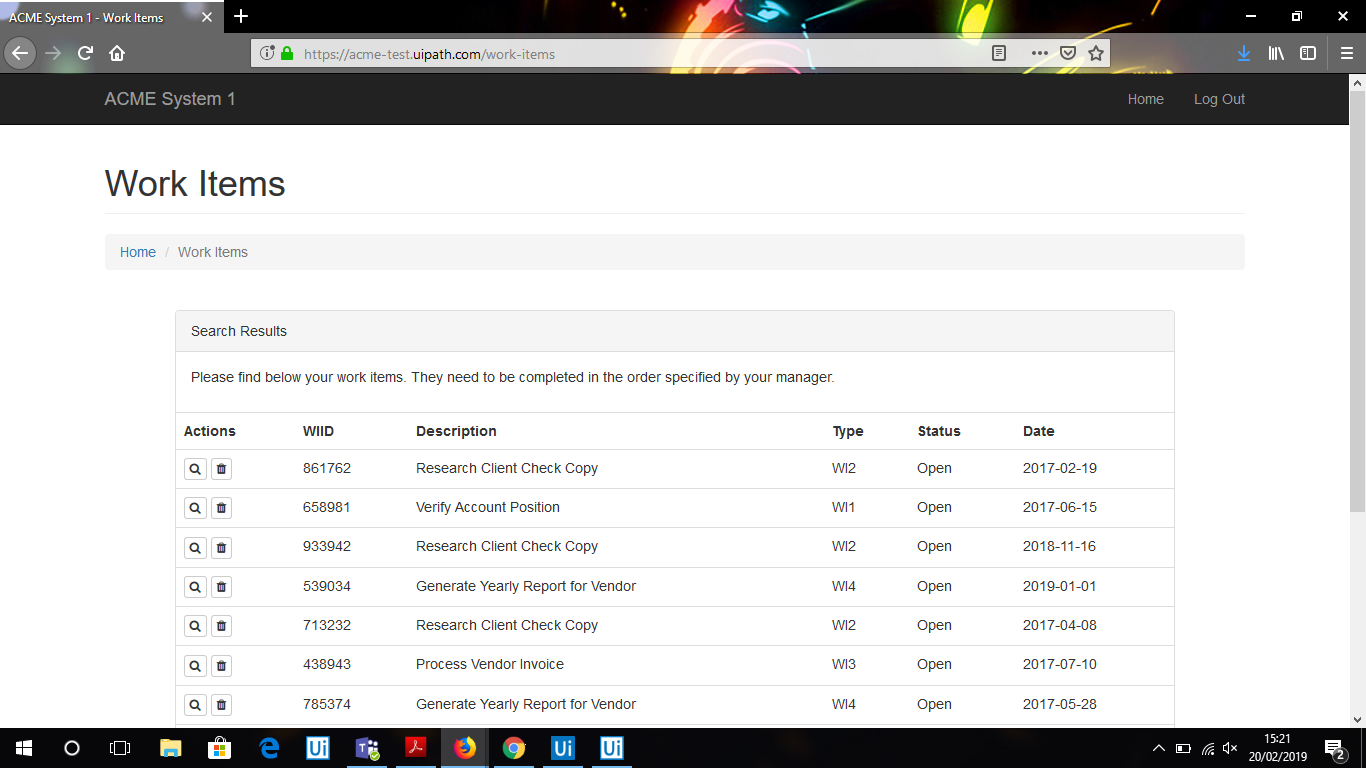 ACME System 1 - Work Items
https://acme-test.uipath.com/work-items
ACME System 1 Home Log Out
Work Items
Home / Work Items
Search Results
Please find below your work items. They need to be completed in the order specified by your manager.
Actions WIID Description Type Status Date
861762 Research Client Check Copy WI2 Open 2017-02-19
658981 Verify Account Position WI1 Open 2017-06-15
933942 Research Client Check Copy WI2 Open 2018-11-16
539034 Generate Yearly Report for Vendor WI4 Open 2019-01-01
713232 Research Client Check Copy WI2 Open 2017-04-08
438943 Process Vendor Invoice WI3 Open 2017-07-10
785374 Generate Yearly Report for Vendor WI4 Open 2017-05-28
Ui Ui Ui
15:21
20/02/2019
2